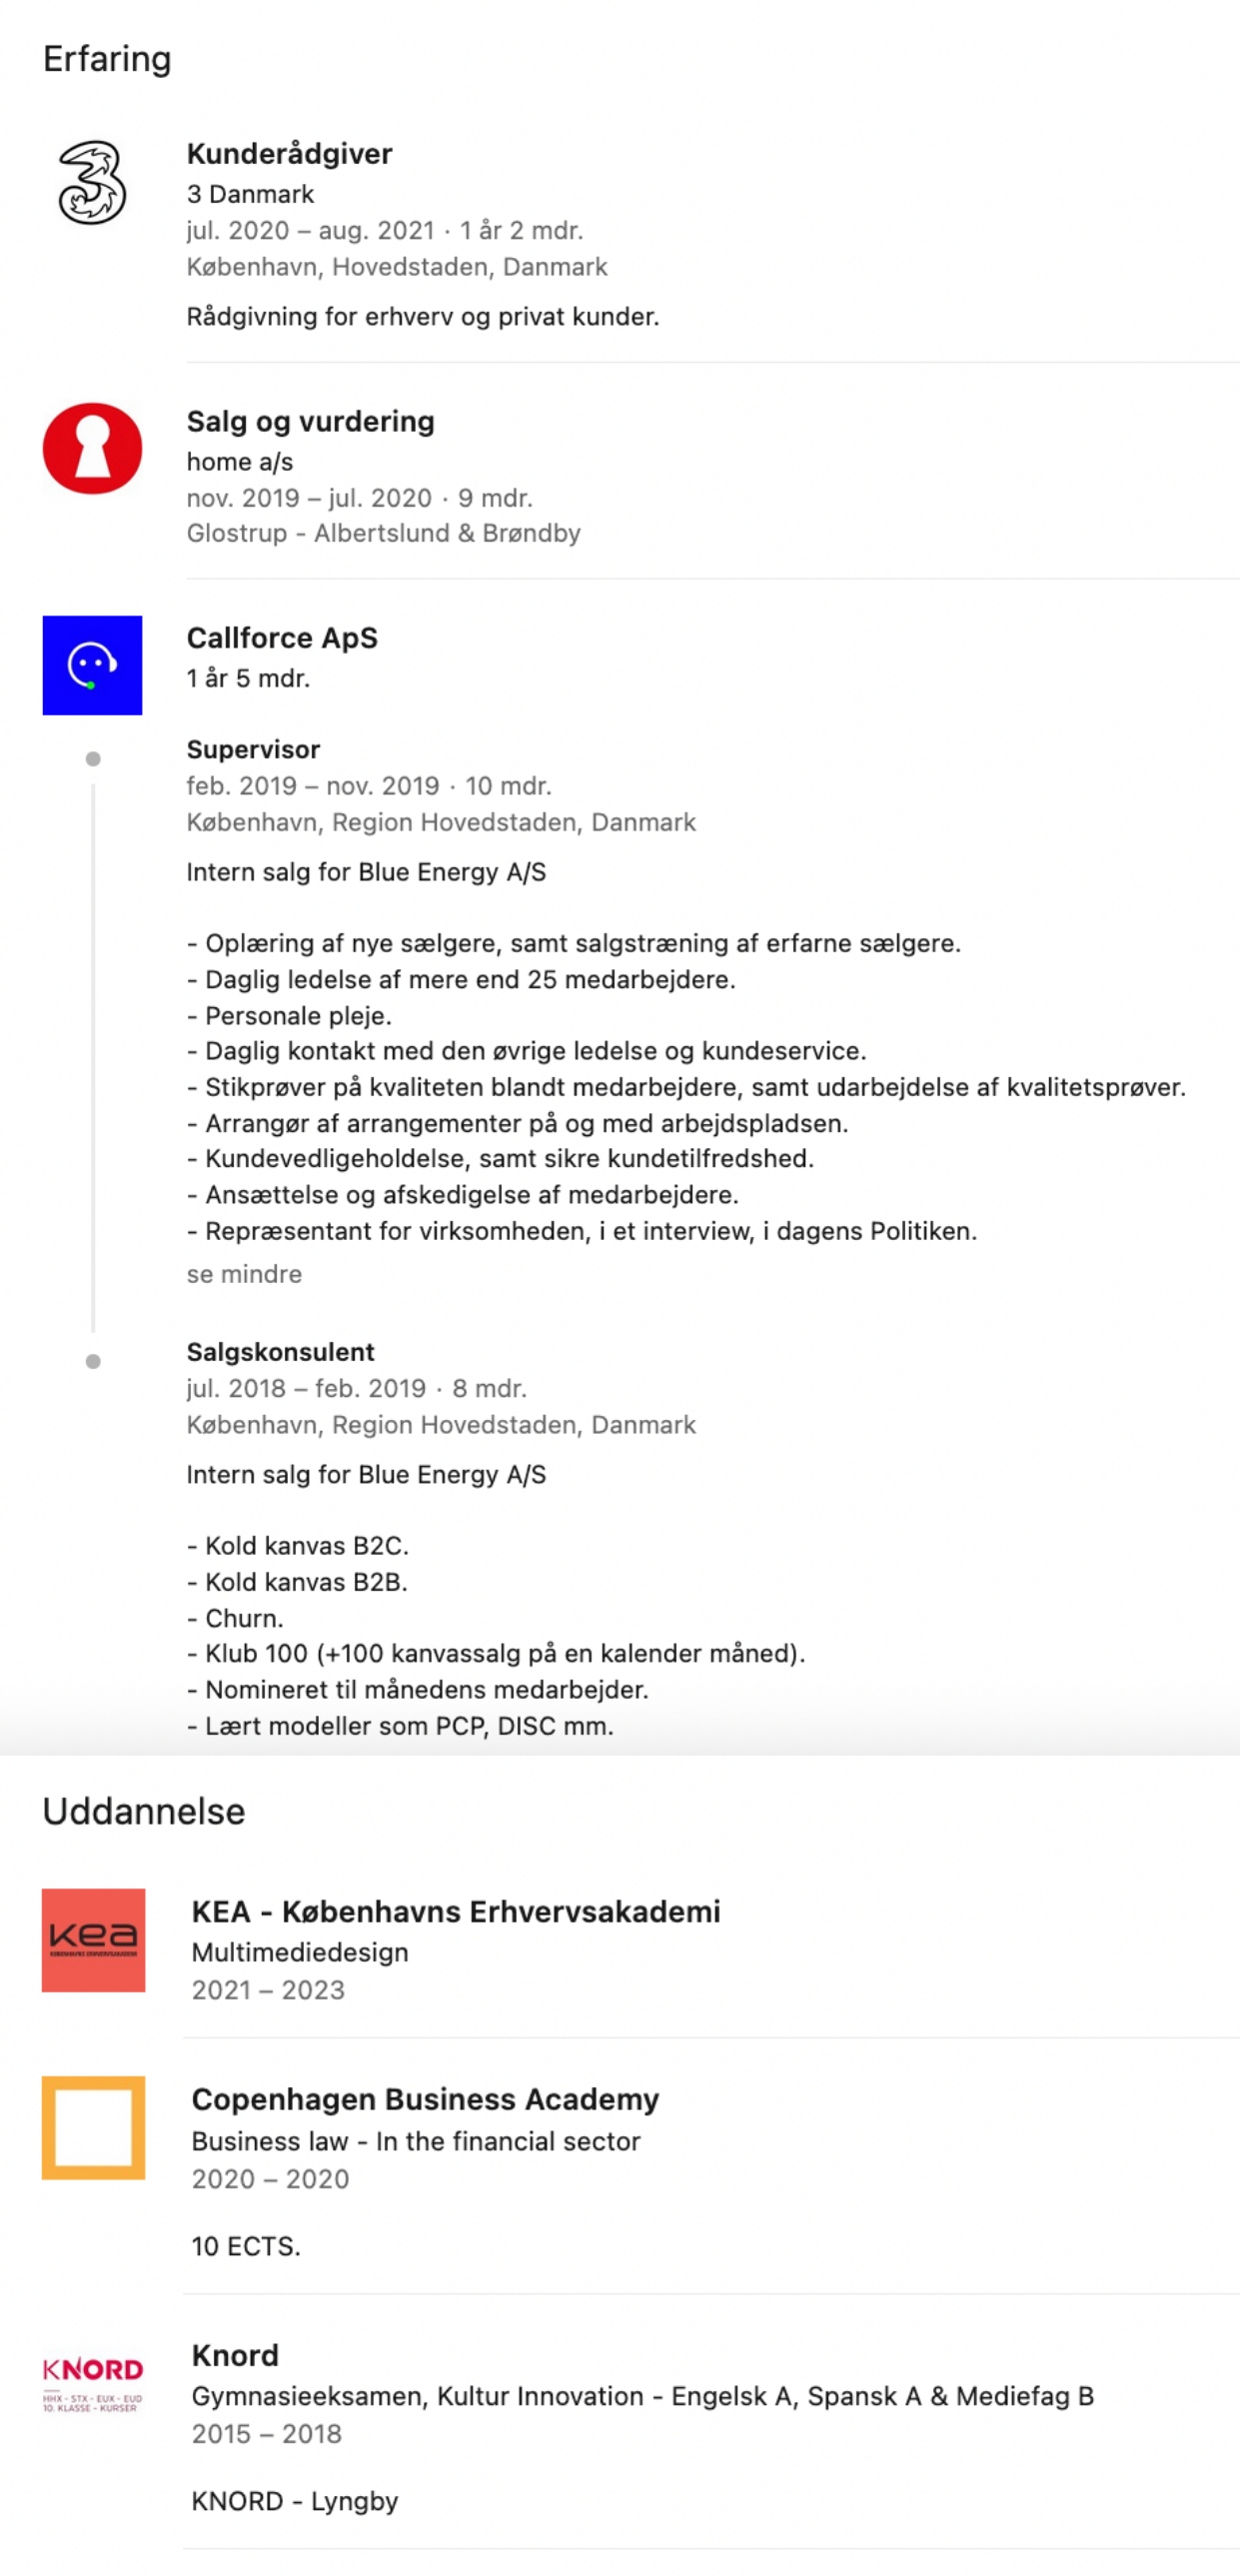 Erfaring
Kunderådgiver
3 Danmark
jul. 2020 – aug. 2021 · 1 år 2 mdr.
København, Hovedstaden, Danmark
Rådgivning for erhverv og privat kunder.
Salg og vurdering
home a/s
nov. 2019 – jul. 2020 · 9 mdr.
Glostrup - Albertslund & Brøndby
Callforce ApS
1 år 5 mdr.
Supervisor
feb. 2019 – nov. 2019 · 10 mdr.
København, Region Hovedstaden, Danmark
Intern salg for Blue Energy A/S
- Oplæring af nye sælgere, samt salgstræning af erfarne sælgere.
- Daglig ledelse af mere end 25 medarbejdere.
- Personale pleje.
- Daglig kontakt med den øvrige ledelse og kundeservice.
- Stikprøver på kvaliteten blandt medarbejdere, samt udarbejdelse af kvalitetsprøver.
- Arrangør af arrangementer på og med arbejdspladsen.
- Kundevedligeholdelse, samt sikre kundetilfredshed.
- Ansættelse og afskedigelse af medarbejdere.
- Repræsentant for virksomheden, i et interview, i dagens Politiken.
se mindre
Salgskonsulent
jul. 2018 – feb. 2019 · 8 mdr.
København, Region Hovedstaden, Danmark
Intern salg for Blue Energy A/S
- Kold kanvas B2C.
- Kold kanvas B2B.
- Churn.
- Klub 100 (+100 kanvassalg på en kalender måned).
- Nomineret til månedens medarbejder.
- Lært modeller som PCP, DISC mm.
Uddannelse
kea
KØBENHAVNS ERHVERVSAKADEMI
KEA - Københavns Erhvervsakademi
Multimediedesign
2021 – 2023
Copenhagen Business Academy
Business law - In the financial sector
2020 – 2020
10 ECTS.
KNORD
HHX - STX - EUX - EUD
10. KLASSE - KURSER
Knord
Gymnasieeksamen, Kultur Innovation - Engelsk A, Spansk A & Mediefag B
2015 – 2018
KNORD - Lyngby